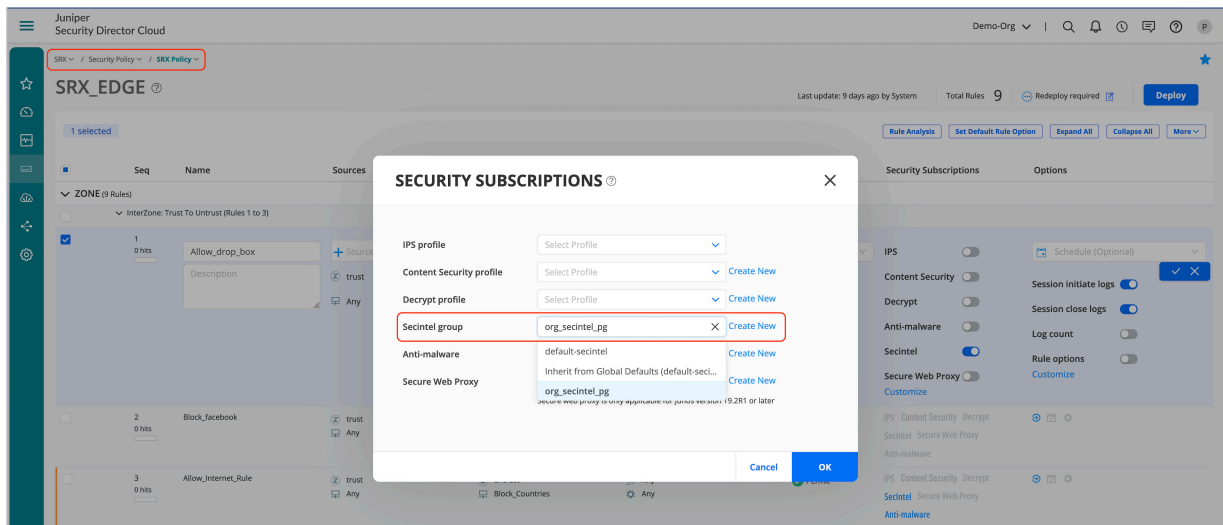 Juniper
Security Director Cloud
Demo-Org
P
SRX / Security Policy / SRX Policy
SRX_EDGE
Last update: 9 days ago by System Total Rules 9 Redeploy required Deploy
1 selected Rule Analysis Set Default Rule Option Expand All Collapse All More
Seq Name Sources Security Subscriptions Options
ZONE (9 Rules)
InterZone: Trust To Untrust (Rules 1 to 3)
1
0 hits
Allow_drop_box
Description
+ Source
Z trust
Any
IPS
Content Security
Decrypt
Anti-malware
Secintel
Secure Web Proxy
Customize
Schedule (Optional)
Session initiate logs
Session close logs
Log count
Rule options
Customize
SECURITY SUBSCRIPTIONS
IPS profile Select Profile
Content Security profile Select Profile Create New
Decrypt profile Select Profile Create New
Secintel group org_secintel_pg Create New
default-secintel
Inherit from Global Defaults (default-seci...
org_secintel_pg
Anti-malware Create New
Secure Web Proxy Create New
Secure web proxy is only applicable for Junos version 19.2R1 or later
Cancel OK
2
0 hits
Block_facebook
Z trust
Any
IPS Content Security Decrypt
SecIntel Secure Web Proxy
Anti-malware
3
0 hits
Allow_Internet_Rule
Z trust
Any
Block_Countries
Any
IPS Content Security Decrypt
SecIntel Secure Web Proxy
Anti-malware